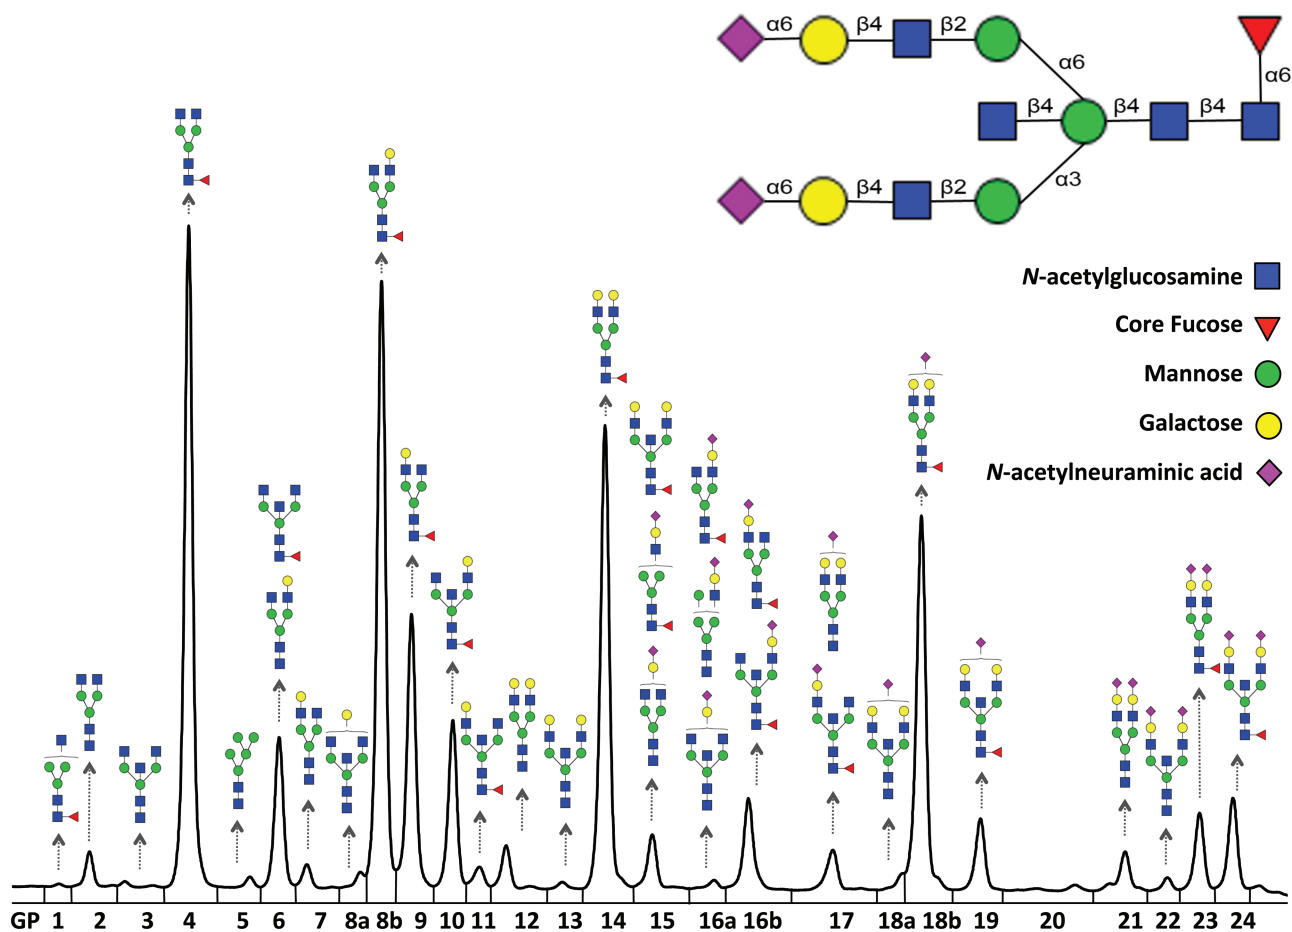 α6 β4 β2
α6
α6
β4 β4 β4
α3
α6 β4 β2
N-acetylglucosamine
Core Fucose
Mannose
Galactose
N-acetylneuraminic acid
GP 1 2 3 4 5 6 7 8a 8b 9 10 11 12 13 14 15 16a 16b 17 18a 18b 19 20 21 22 23 24